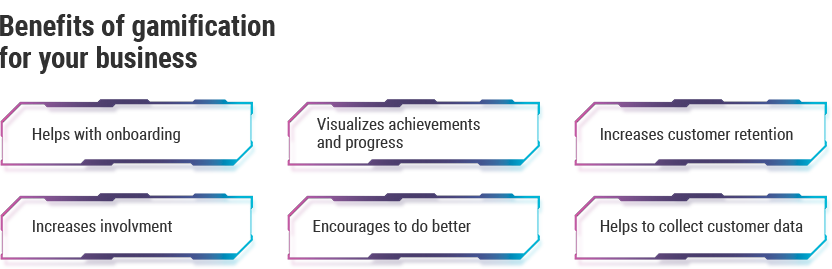 Benefits of gamification
for your business
Helps with onboarding
Visualizes achievements
and progress
Increases customer retention
Increases involvment
Encourages to do better
Helps to collect customer data